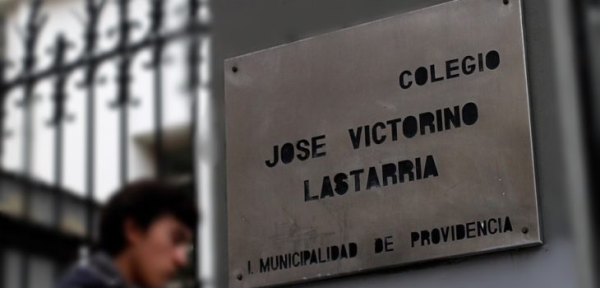 COLEGIO
JOSE VICTORINO
LASTARRIA
I. MUNICIPALIDAD DE PROVIDENCIA